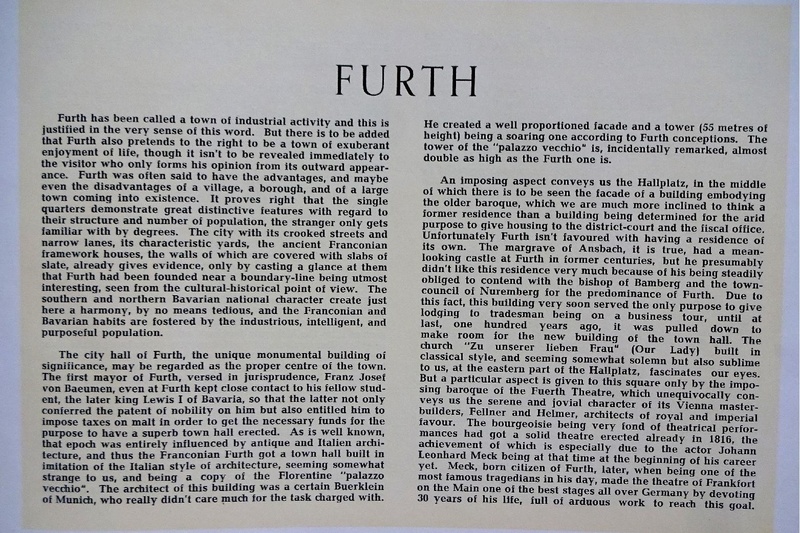 FURTH
Furth has been called a town of industrial activity and this is
justified in the very sense of this word. But there is to be added
that Furth also pretends to the right to be a town of exuberant
enjoyment of life, though it isn't to be revealed immediately to
the visitor who only forms his opinion from its outward appear-
ance. Furth was often said to have the advantages, and maybe
even the disadvantages of a village, a borough, and of a large
town coming into existence. It proves right that the single
quarters demonstrate great distinctive features with regard to
their structure and number of population, the stranger only gets
familiar with by degrees. The city with its crooked streets and
narrow lanes, its characteristic yards, the ancient Franconian
framework houses, the walls of which are covered with slabs of
slate, already gives evidence, only by casting a glance at them
that Furth had been founded near a boundary-line being utmost
interesting, seen from the cultural-historical point of view. The
southern and northern Bavarian national character create just
here a harmony, by no means tedious, and the Franconian and
Bavarian habits are fostered by the industrious, intelligent, and
purposeful population.
The city hall of Furth, the unique monumental building of
significance, may be regarded as the proper centre of the town.
The first mayor of Furth, versed in jurisprudence, Franz Josef
von Baeumen, even at Furth kept close contact to his fellow stud-
ent, the later king Lewis I of Bavaria, so that the latter not only
conferred the patent of nobility on him but also entitled him to
impose taxes on malt in order to get the necessary funds for the
purpose to have a superb town hall erected. As is well known,
that epoch was entirely influenced by antique and Italien archi-
tecture, and thus the Franconian Furth got a town hall built in
imitation of the Italian style of architecture, seeming somewhat
strange to us, and being a copy of the Florentine "palazzo
vecchio". The architect of this building was a certain Buerklein
of Munich, who really didn't care much for the task charged with.
He created a well proportioned facade and a tower (55 metres of
height) being a soaring one according to Furth conceptions. The
tower of the "palazzo vecchio" is, incidentally remarked, almost
double as high as the Furth one is.
An imposing aspect conveys us the Hallplatz, in the middle
of which there is to be seen the facade of a building embodying
the older baroque, which we are much more inclined to think a
former residence than a building being determined for the arid
purpose to give housing to the district-court and the fiscal office.
Unfortunately Furth isn't favoured with having a residence of
its own. The margrave of Ansbach, it is true, had a mean-
looking castle at Furth in former centuries, but he presumably
didn't like this residence very much because of his being steadily
obliged to contend with the bishop of Bamberg and the town-
council of Nuremberg for the predominance of Furth. Due to
this fact, this building very soon served the only purpose to give
lodging to tradesman being on a business tour, until at
last, one hundred years ago, it was pulled down to
make room for the new building of the town hall. The
church "Zu unserer lieben Frau" (Our Lady) built in
classical style, and seeming somewhat solemn but also sublime
to us, at the eastern part of the Hallplatz, fascinates our eyes.
But a particular aspect is given to this square only by the impo-
sing baroque of the Fuerth Theatre, which unequivocally con-
veys us the serene and jovial character of its Vienna master-
builders, Fellner and Helmer, architects of royal and imperial
favour. The bourgeoisie being very fond of theatrical perfor-
mances had got a solid theatre erected already in 1816, the
achievement of which is especially due to the actor Johann
Leonhard Meck being at that time at the beginning of his career
yet. Meck, born citizen of Furth, later, when being one of the
most famous tragedians in his day, made the theatre of Frankfort
on the Main one of the best stages all over Germany by devoting
30 years of his life, full of arduous work to reach this goal.